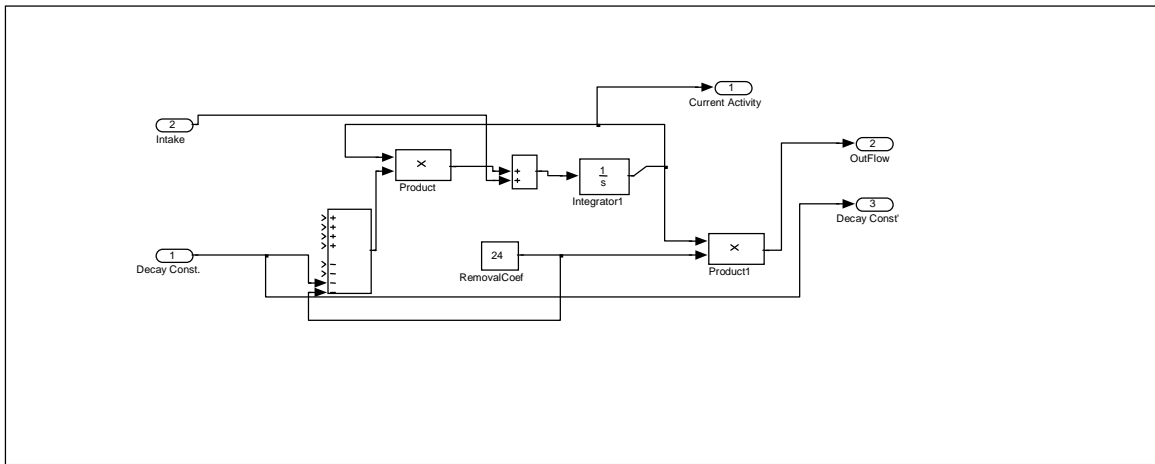 1
Current Activity
2
Intake
2
OutFlow
×
Product
+
+
1
s
Integrator1
3
Decay Const'
+
+
+
+
−
−
−
−
1
Decay Const.
24
RemovalCoef
×
Product1